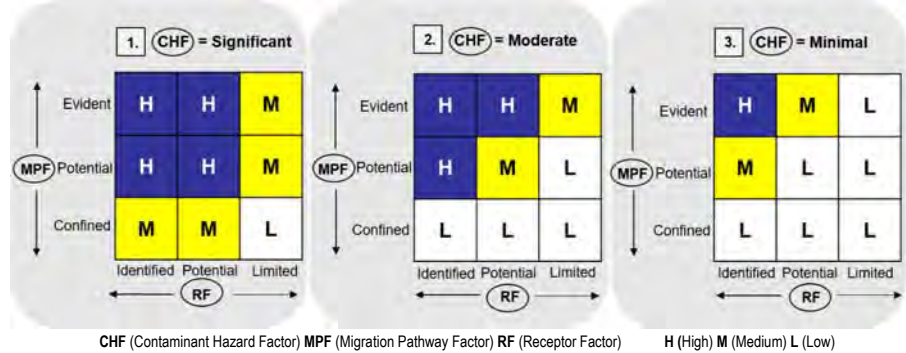 1. CHF = Significant
Evident H H M
MPF Potential H H M
Confined M M L
Identified Potential Limited
RF
2. CHF = Moderate
Evident H H M
MPF Potential H M L
Confined L L L
Identified Potential Limited
RF
3. CHF = Minimal
Evident H M L
MPF Potential M L L
Confined L L L
Identified Potential Limited
RF
CHF (Contaminant Hazard Factor) MPF (Migration Pathway Factor) RF (Receptor Factor) H (High) M (Medium) L (Low)